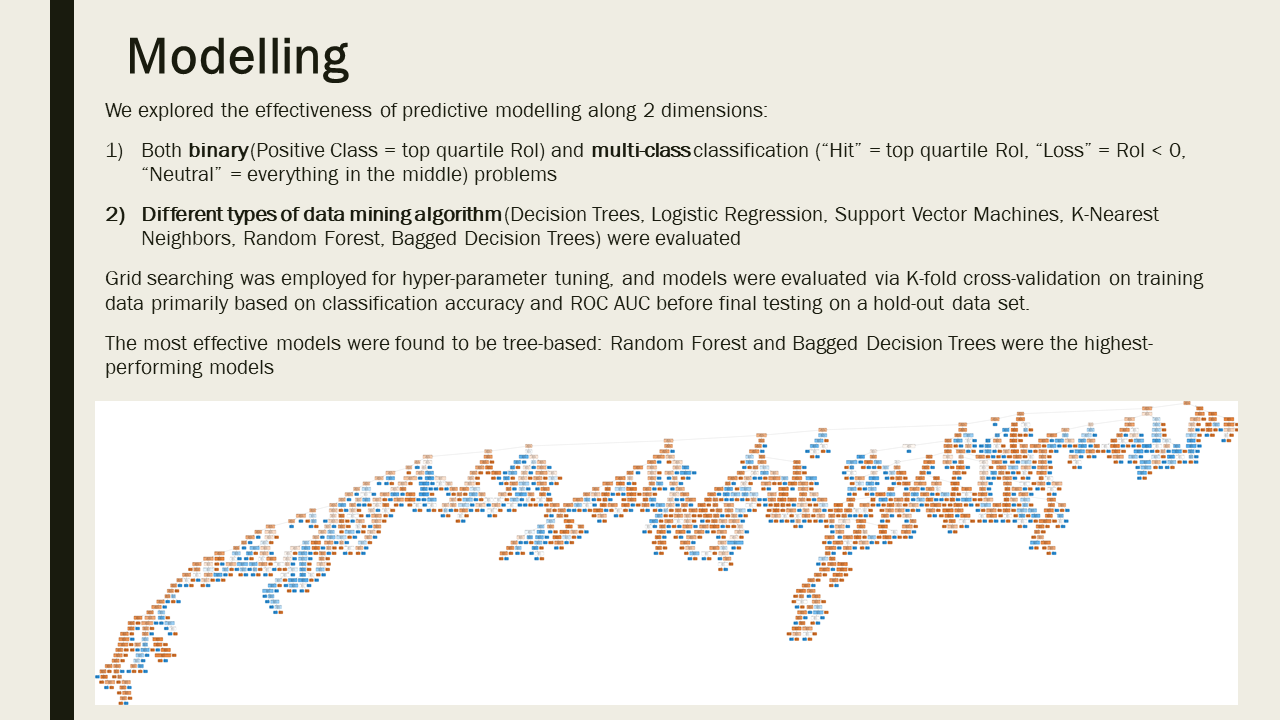 Modelling
We explored the effectiveness of predictive modelling along 2 dimensions:
1) Both binary (Positive Class = top quartile RoI) and multi-class classification (“Hit” = top quartile RoI, “Loss” = RoI < 0,
“Neutral” = everything in the middle) problems
2) Different types of data mining algorithm (Decision Trees, Logistic Regression, Support Vector Machines, K-Nearest
Neighbors, Random Forest, Bagged Decision Trees) were evaluated
Grid searching was employed for hyper-parameter tuning, and models were evaluated via K-fold cross-validation on training
data primarily based on classification accuracy and ROC AUC before final testing on a hold-out data set.
The most effective models were found to be tree-based: Random Forest and Bagged Decision Trees were the highest-
performing models